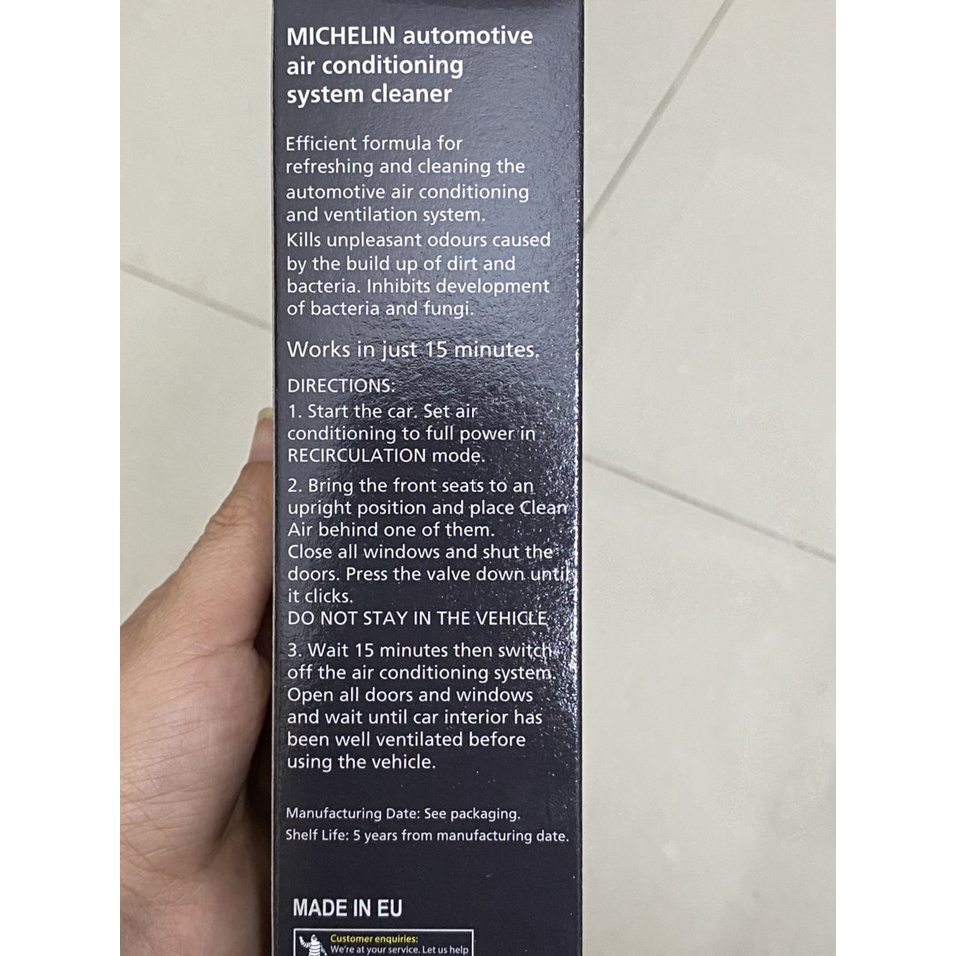 MICHELIN automotive
air conditioning
system cleaner
Efficient formula for
refreshing and cleaning the
automotive air conditioning
and ventilation system.
Kills unpleasant odours caused
by the build up of dirt and
bacteria. Inhibits development
of bacteria and fungi.
Works in just 15 minutes.
DIRECTIONS:
1. Start the car. Set air
conditioning to full power in
RECIRCULATION mode.
2. Bring the front seats to an
upright position and place Clean
Air behind one of them.
Close all windows and shut the
doors. Press the valve down until
it clicks.
DO NOT STAY IN THE VEHICLE
3. Wait 15 minutes then switch
off the air conditioning system.
Open all doors and windows
and wait until car interior has
been well ventilated before
using the vehicle.
Manufacturing Date: See packaging.
Shelf Life: 5 years from manufacturing date.
MADE IN EU
Customer enquiries:
We're at your service. Let us help